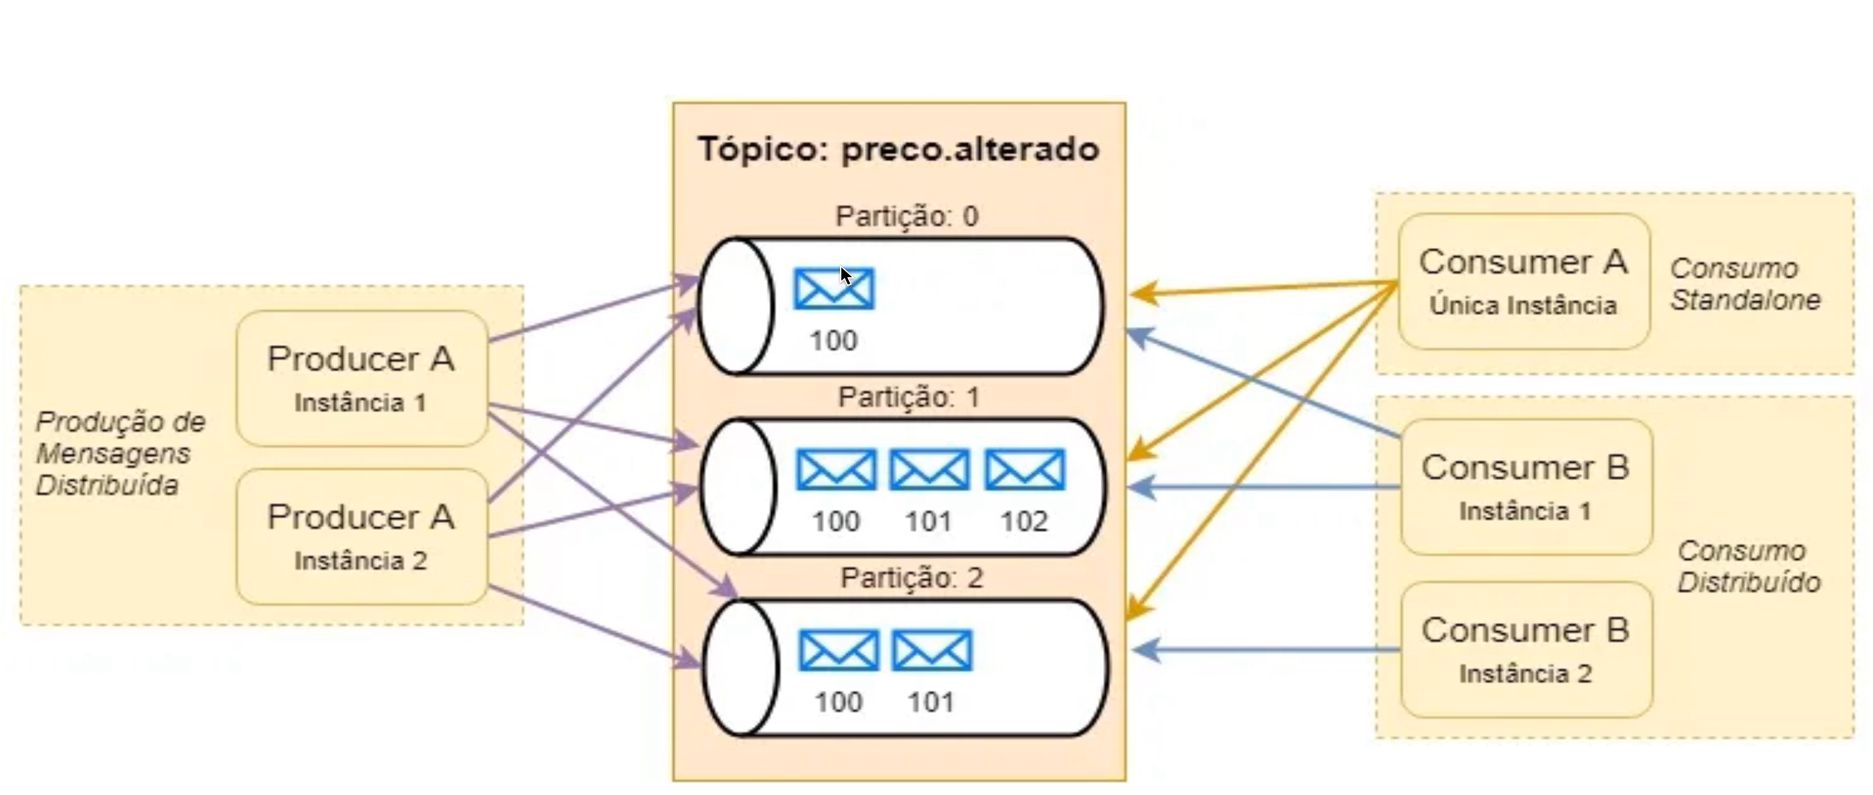 Tópico: preco.alterado
Partição: 0
100
Partição: 1
100 101 102
Partição: 2
100 101
Produção de
Mensagens
Distribuída
Producer A
Instância 1
Producer A
Instância 2
Consumer A
Única Instância
Consumo
Standalone
Consumer B
Instância 1
Consumer B
Instância 2
Consumo
Distribuído